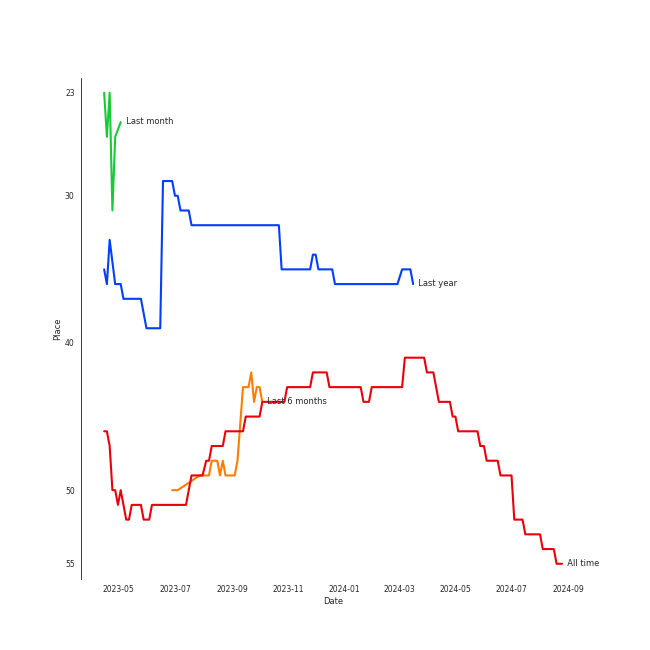 23
Last month
30
Last year
Place
40
Last 6 months
50
55
All time
2023-05
2023-07
2023-09
2023-11
2024-01
2024-03
2024-05
2024-07
2024-09
Date